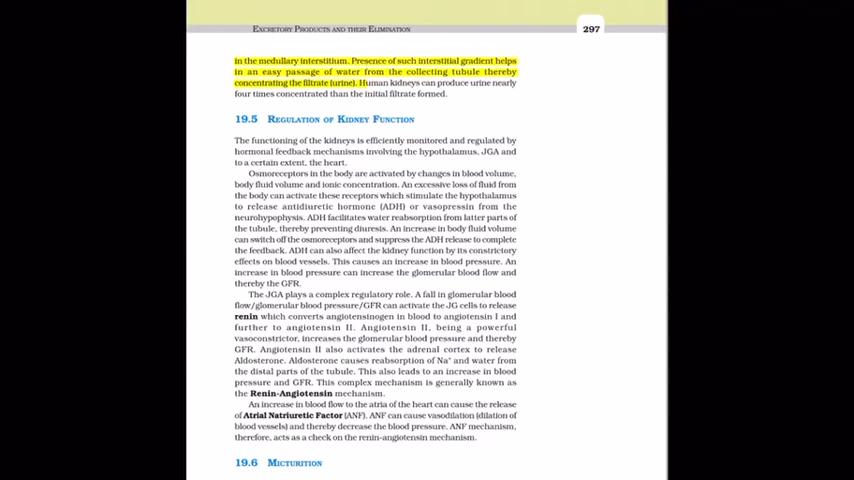 EXCRETORY PRODUCTS AND THEIR ELIMINATION
297
in the medullary interstitium. Presence of such interstitial gradient helps
in an easy passage of water from the collecting tubule thereby
concentrating the filtrate (urine). Human kidneys can produce urine nearly
four times concentrated than the initial filtrate formed.
19.5 REGULATION OF KIDNEY FUNCTION
The functioning of the kidneys is efficiently monitored and regulated by
hormonal feedback mechanisms involving the hypothalamus, JGA and
to a certain extent, the heart.
Osmoreceptors in the body are activated by changes in blood volume,
body fluid volume and ionic concentration. An excessive loss of fluid from
the body can activate these receptors which stimulate the hypothalamus
to release antidiuretic hormone (ADH) or vasopressin from the
neurohypophysis. ADH facilitates water reabsorption from latter parts of
the tubule, thereby preventing diuresis. An increase in body fluid volume
can switch off the osmoreceptors and suppress the ADH release to complete
the feedback. ADH can also affect the kidney function by its constrictory
effects on blood vessels. This causes an increase in blood pressure. An
increase in blood pressure can increase the glomerular blood flow and
thereby the GFR.
The JGA plays a complex regulatory role. A fall in glomerular blood
flow/glomerular blood pressure/GFR can activate the JG cells to release
renin which converts angiotensinogen in blood to angiotensin I and
further to angiotensin II. Angiotensin II, being a powerful
vasoconstrictor, increases the glomerular blood pressure and thereby
GFR. Angiotensin II also activates the adrenal cortex to release
Aldosterone. Aldosterone causes reabsorption of Na⁺ and water from
the distal parts of the tubule. This also leads to an increase in blood
pressure and GFR. This complex mechanism is generally known as
the Renin-Angiotensin mechanism.
An increase in blood flow to the atria of the heart can cause the release
of Atrial Natriuretic Factor (ANF). ANF can cause vasodilation (dilation of
blood vessels) and thereby decrease the blood pressure. ANF mechanism,
therefore, acts as a check on the renin-angiotensin mechanism.
19.6 MICTURITION